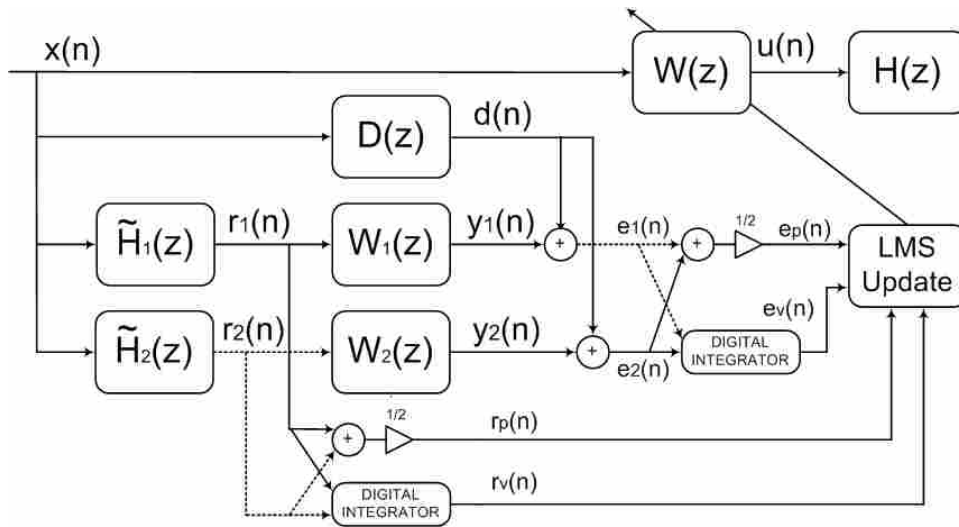 x(n)
W(z)
u(n)
H(z)
D(z)
d(n)
H̃1(z)
r1(n)
W1(z)
y1(n)
+
e1(n)
+
1/2
ep(n)
LMS
Update
H̃2(z)
r2(n)
W2(z)
y2(n)
+
e2(n)
DIGITAL
INTEGRATOR
ev(n)
+
1/2
rp(n)
DIGITAL
INTEGRATOR
rv(n)